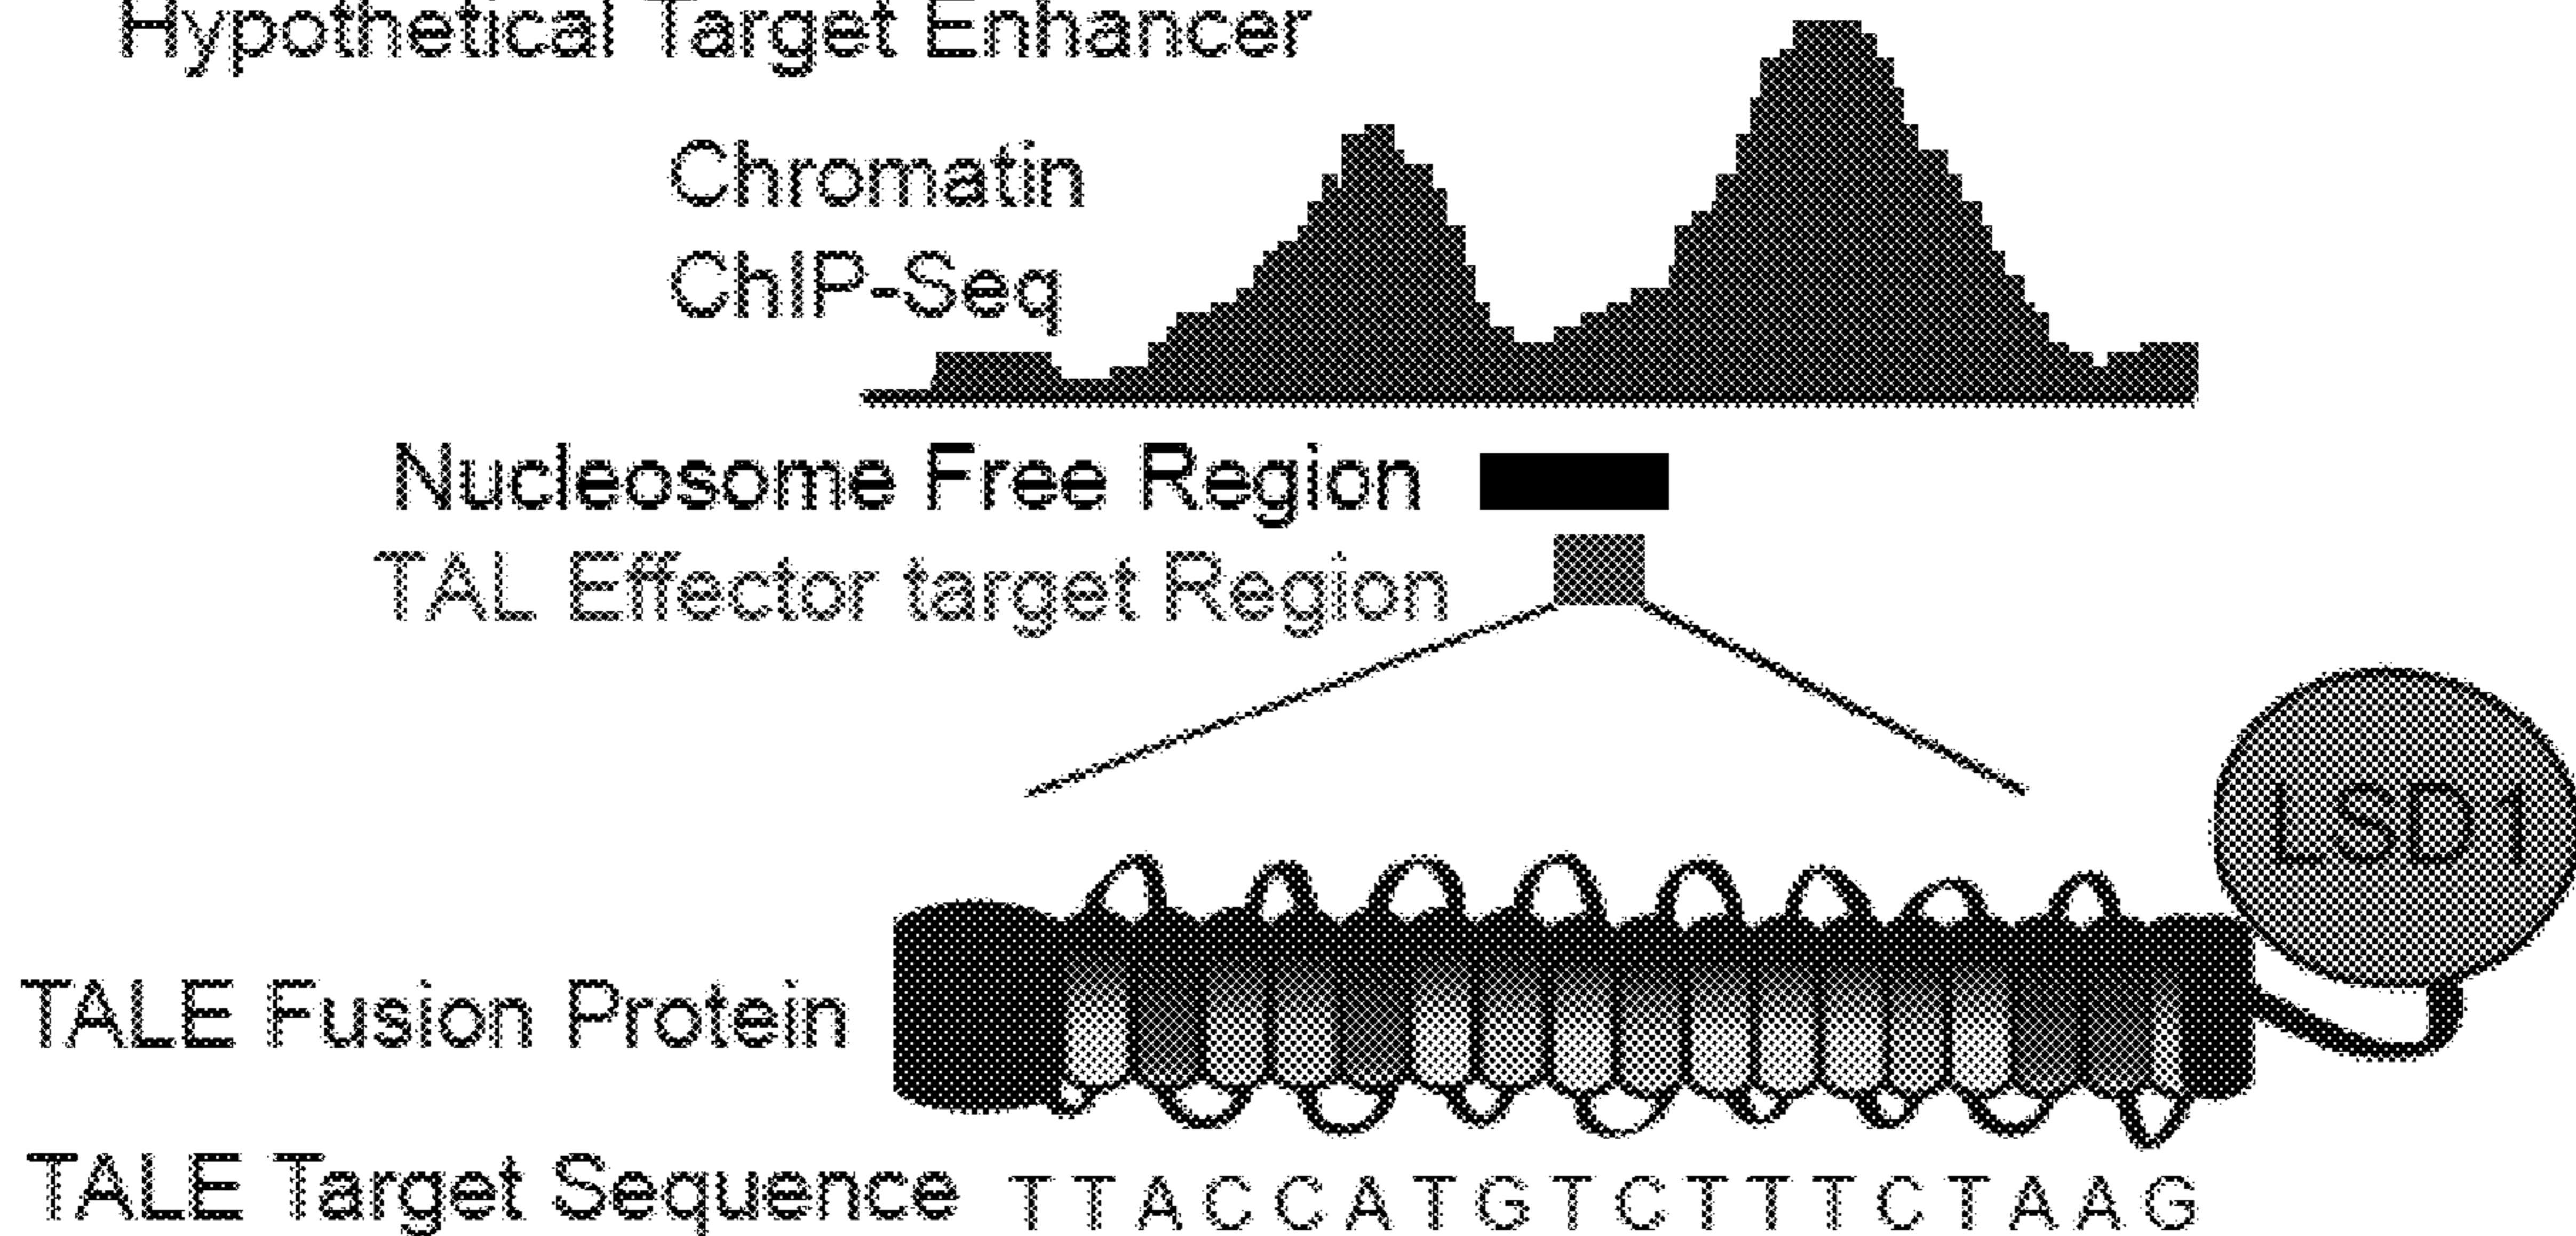 Hypothetical Target Enhancer
Chromatin
ChIP-Seq
Nucleosome Free Region
TAL Effector target Region
LSD1
TALE Fusion Protein
TALE Target Sequence T T A C C A T G T C T T T C T A A G